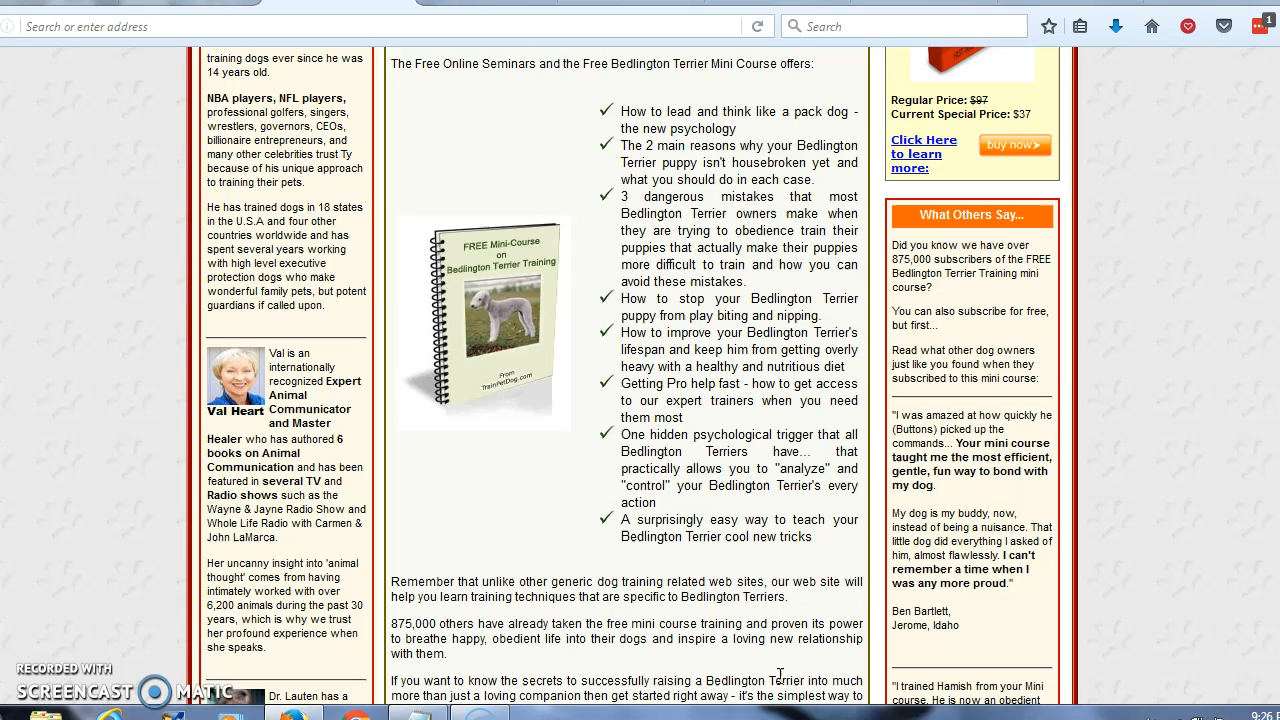 Search or enter address
Search
1
training dogs ever since he was
14 years old.
NBA players, NFL players,
professional golfers, singers,
wrestlers, governors, CEOs,
billionaire entrepreneurs, and
many other celebrities trust Ty
because of his unique approach
to training their pets.
He has trained dogs in 18 states
in the U.S.A and four other
countries worldwide and has
spent several years working
with high level executive
protection dogs who make
wonderful family pets, but potent
guardians if called upon.
Val is an
internationally
recognized Expert
Animal
Communicator
and Master
Val Heart
Healer who has authored 6
books on Animal
Communication and has been
featured in several TV and
Radio shows such as the
Wayne & Jayne Radio Show and
Whole Life Radio with Carmen &
John LaMarca.
Her uncanny insight into 'animal
thought' comes from having
intimately worked with over
6,200 animals during the past 30
years, which is why we trust
her profound experience when
she speaks.
Dr. Lauten has a
The Free Online Seminars and the Free Bedlington Terrier Mini Course offers:
FREE Mini-Course
on
Bedlington Terrier Training
From
TrainPetDog.com
How to lead and think like a pack dog -
the new psychology
The 2 main reasons why your Bedlington
Terrier puppy isn't housebroken yet and
what you should do in each case.
3 dangerous mistakes that most
Bedlington Terrier owners make when
they are trying to obedience train their
puppies that actually make their puppies
more difficult to train and how you can
avoid these mistakes.
How to stop your Bedlington Terrier
puppy from play biting and nipping.
How to improve your Bedlington Terrier's
lifespan and keep him from getting overly
heavy with a healthy and nutritious diet
Getting Pro help fast - how to get access
to our expert trainers when you need
them most
One hidden psychological trigger that all
Bedlington Terriers have... that
practically allows you to "analyze" and
"control" your Bedlington Terrier's every
action
A surprisingly easy way to teach your
Bedlington Terrier cool new tricks
Remember that unlike other generic dog training related web sites, our web site will
help you learn training techniques that are specific to Bedlington Terriers.
875,000 others have already taken the free mini course training and proven its power
to breathe happy, obedient life into their dogs and inspire a loving new relationship
with them.
If you want to know the secrets to successfully raising a Bedlington Terrier into much
more than just a loving companion then get started right away - it's the simplest way to
Regular Price: $97
Current Special Price: $37
Click Here
to learn
more:
buy now
What Others Say...
Did you know we have over
875,000 subscribers of the FREE
Bedlington Terrier Training mini
course?
You can also subscribe for free,
but first...
Read what other dog owners
just like you found when they
subscribed to this mini course:
"I was amazed at how quickly he
(Buttons) picked up the
commands... Your mini course
taught me the most efficient,
gentle, fun way to bond with
my dog.
My dog is my buddy, now,
instead of being a nuisance. That
little dog did everything I asked of
him, almost flawlessly. I can't
remember a time when I
was any more proud."
Ben Bartlett,
Jerome, Idaho
"I trained Hamish from your Mini
course. He is now an obedient
RECORDED WITH
SCREENCAST MATIC